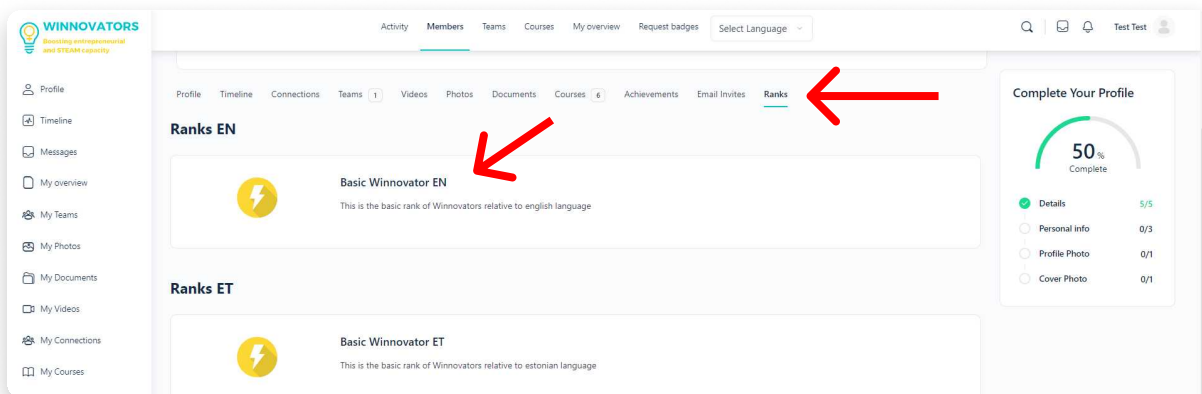 WINNOVATORS
Boosting entrepreneurial
and STEAM capacity
Activity Members Teams Courses My overview Request badges Select Language
Test Test
Profile
Timeline
Messages
My overview
My Teams
My Photos
My Documents
My Videos
My Connections
My Courses
Profile Timeline Connections Teams 1 Videos Photos Documents Courses 6 Achievements Email Invites Ranks
Ranks EN
Basic Winnovator EN
This is the basic rank of Winnovators relative to english language
Ranks ET
Basic Winnovator ET
This is the basic rank of Winnovators relative to estonian language
Complete Your Profile
50 %
Complete
Details 5/5
Personal info 0/3
Profile Photo 0/1
Cover Photo 0/1